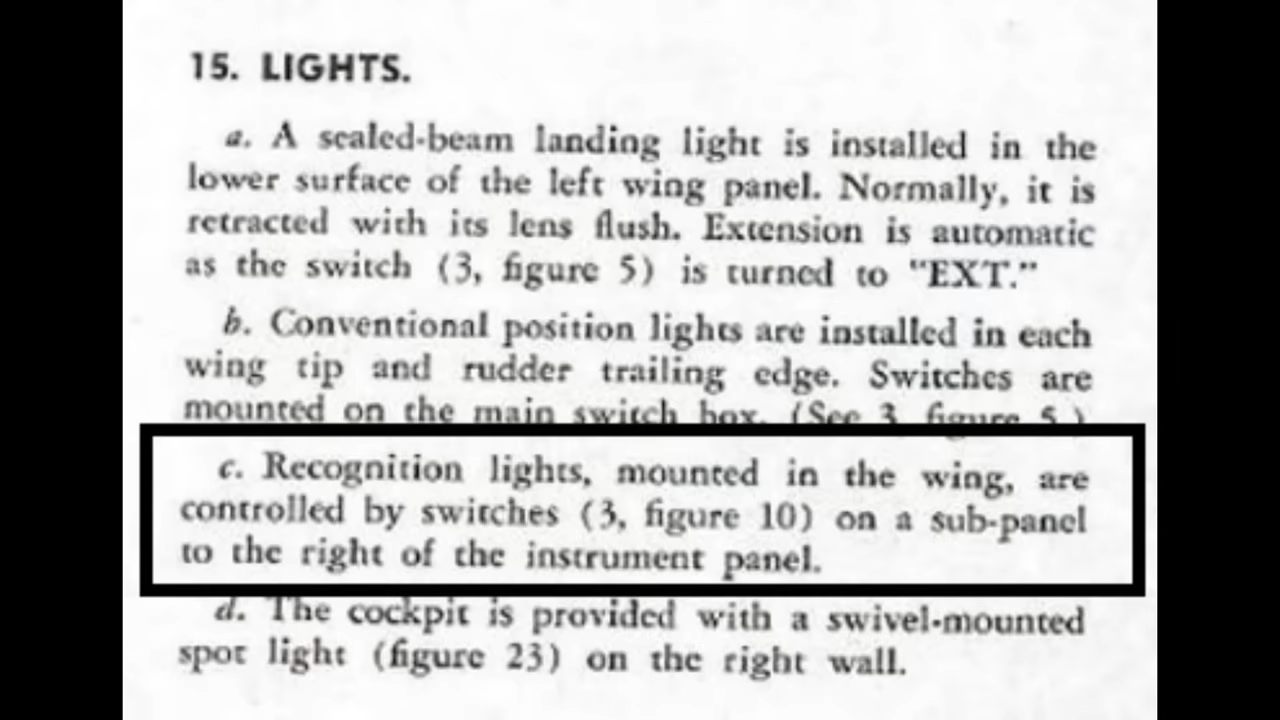 15. LIGHTS.
a. A sealed-beam landing light is installed in the
lower surface of the left wing panel. Normally, it is
retracted with its lens flush. Extension is automatic
as the switch (3, figure 5) is turned to "EXT."
b. Conventional position lights are installed in each
wing tip and rudder trailing edge. Switches are
mounted on the main switch box. (See 3, figure 5.)
c. Recognition lights, mounted in the wing, are
controlled by switches (3, figure 10) on a sub-panel
to the right of the instrument panel.
d. The cockpit is provided with a swivel-mounted
spot light (figure 23) on the right wall.